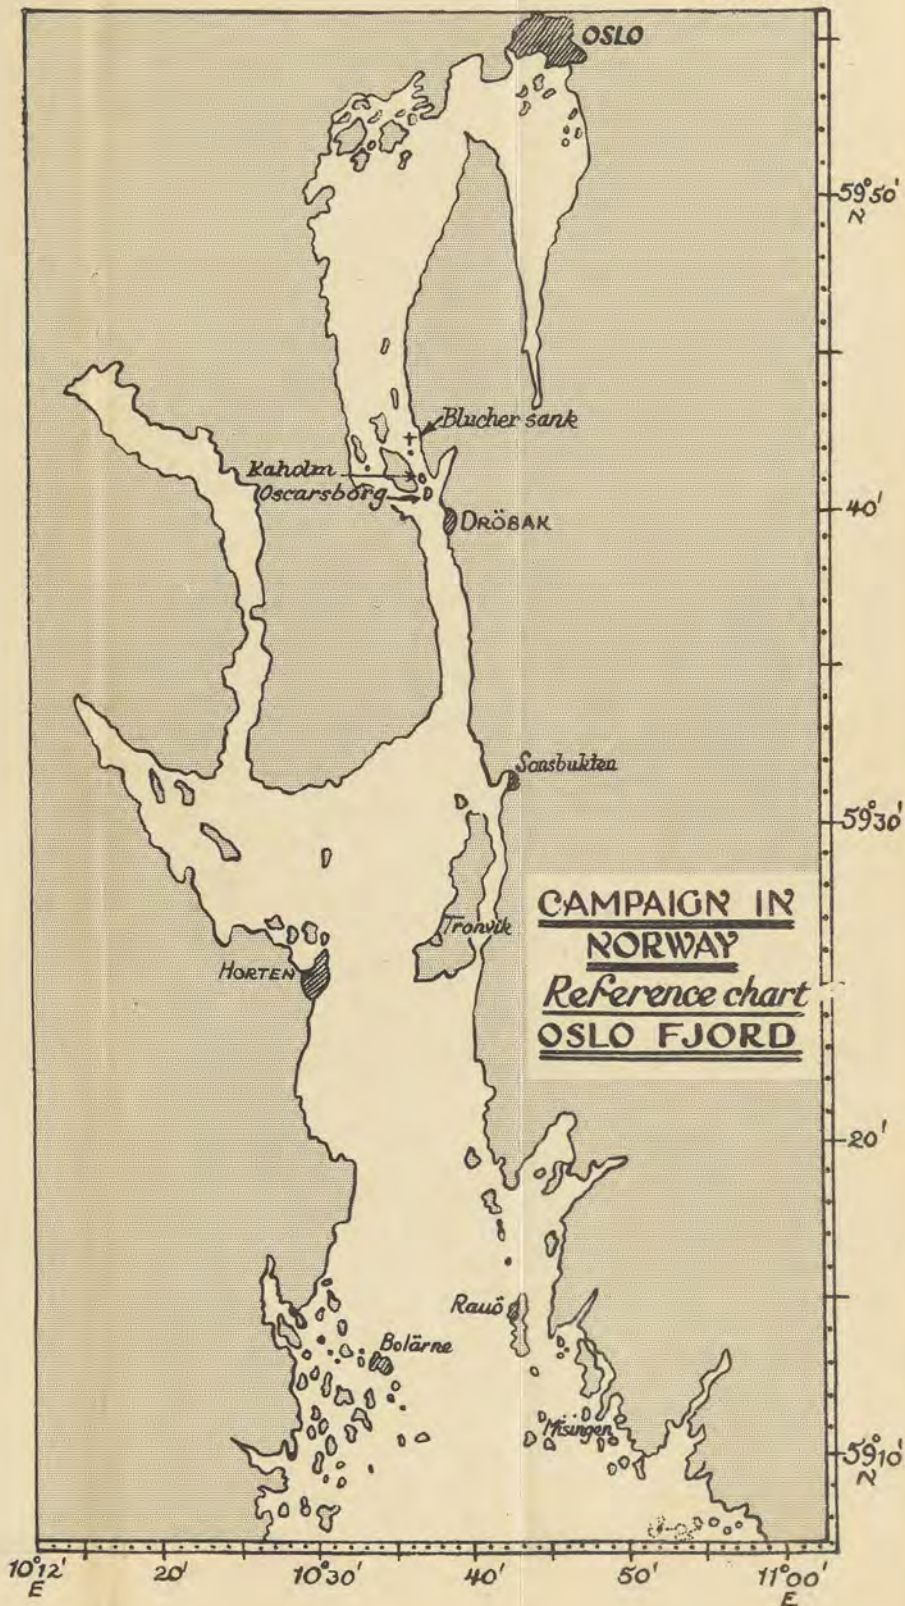 OSLO
59°50'
N
Blucher sank
Kaholm
Oscarsborg
DRÖBAK
40'
Sonsbukten
59°30'
CAMPAIGN IN
NORWAY
Reference chart
OSLO FJORD
Tronvik
HORTEN
20'
Rauö
Bolärne
Misingen
59°10'
N
10°12'
E
20'
10°30'
40'
50'
11°00'
E